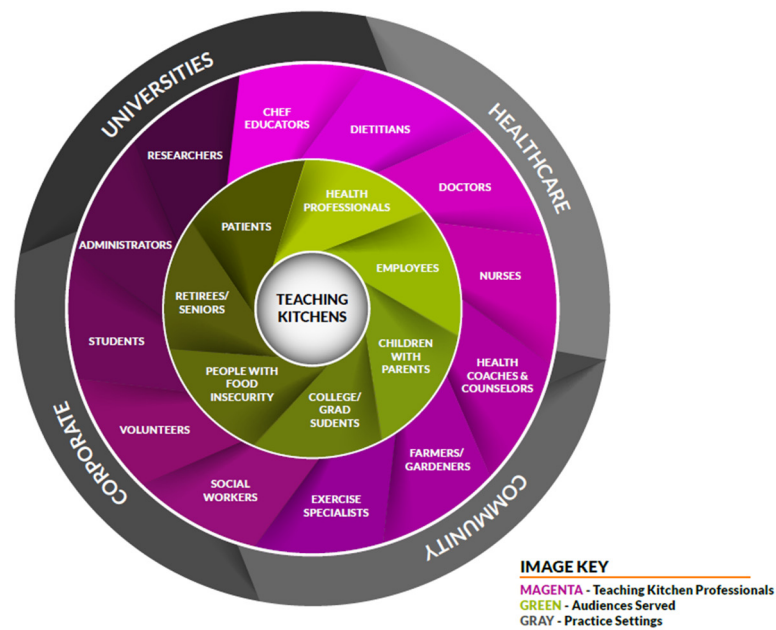 UNIVERSITIES
HEALTHCARE
COMMUNITY
CORPORATE
CHEF
EDUCATORS
DIETITIANS
DOCTORS
NURSES
HEALTH
COACHES &
COUNSELORS
FARMERS/
GARDENERS
EXERCISE
SPECIALISTS
SOCIAL
WORKERS
VOLUNTEERS
STUDENTS
ADMINISTRATORS
RESEARCHERS
HEALTH
PROFESSIONALS
EMPLOYEES
CHILDREN
WITH
PARENTS
COLLEGE/
GRAD
SUDENTS
PEOPLE WITH
FOOD
INSECURITY
RETIREES/
SENIORS
PATIENTS
TEACHING
KITCHENS
IMAGE KEY
MAGENTA - Teaching Kitchen Professionals
GREEN - Audiences Served
GRAY - Practice Settings